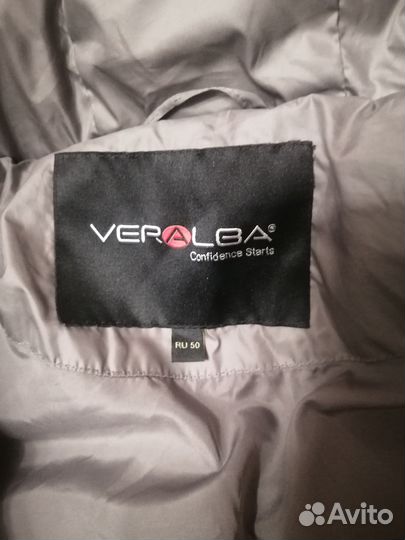 VERALBA®
Confidence Starts
RU 50
Avito